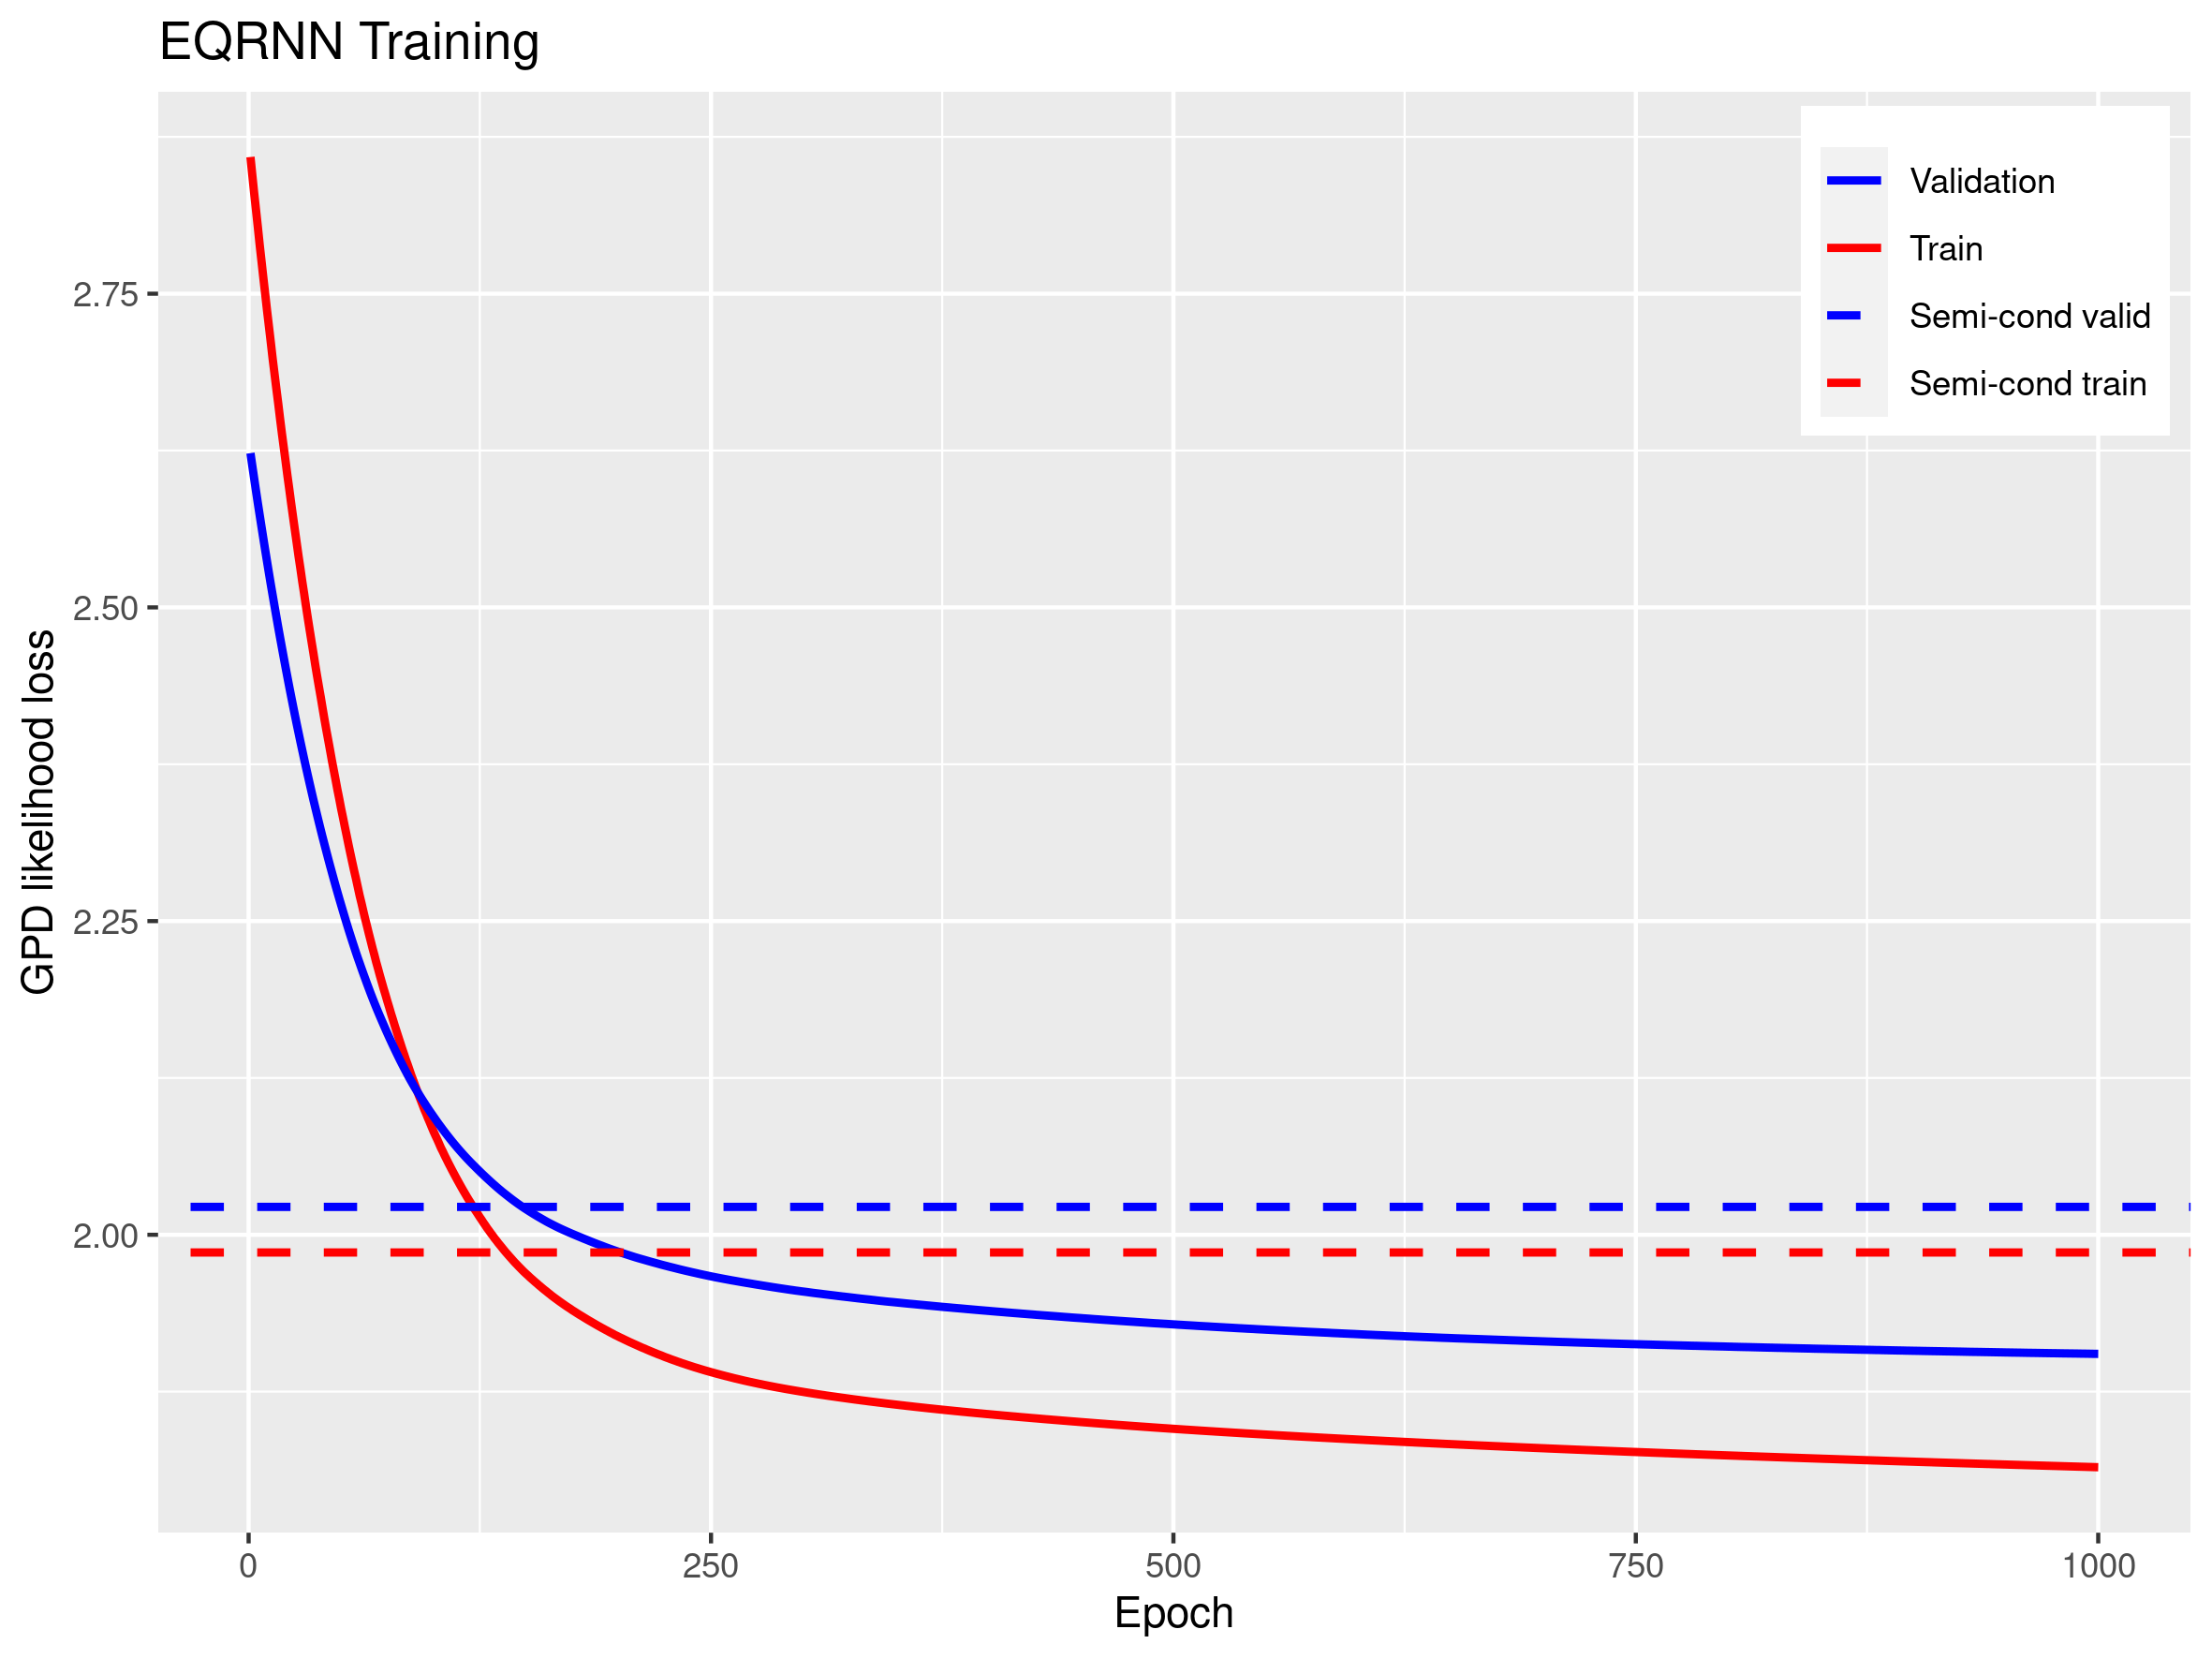 EQRNN Training
GPD likelihood loss
2.75
2.50
2.25
2.00
Validation
Train
Semi-cond valid
Semi-cond train
0
250
500
750
1000
Epoch